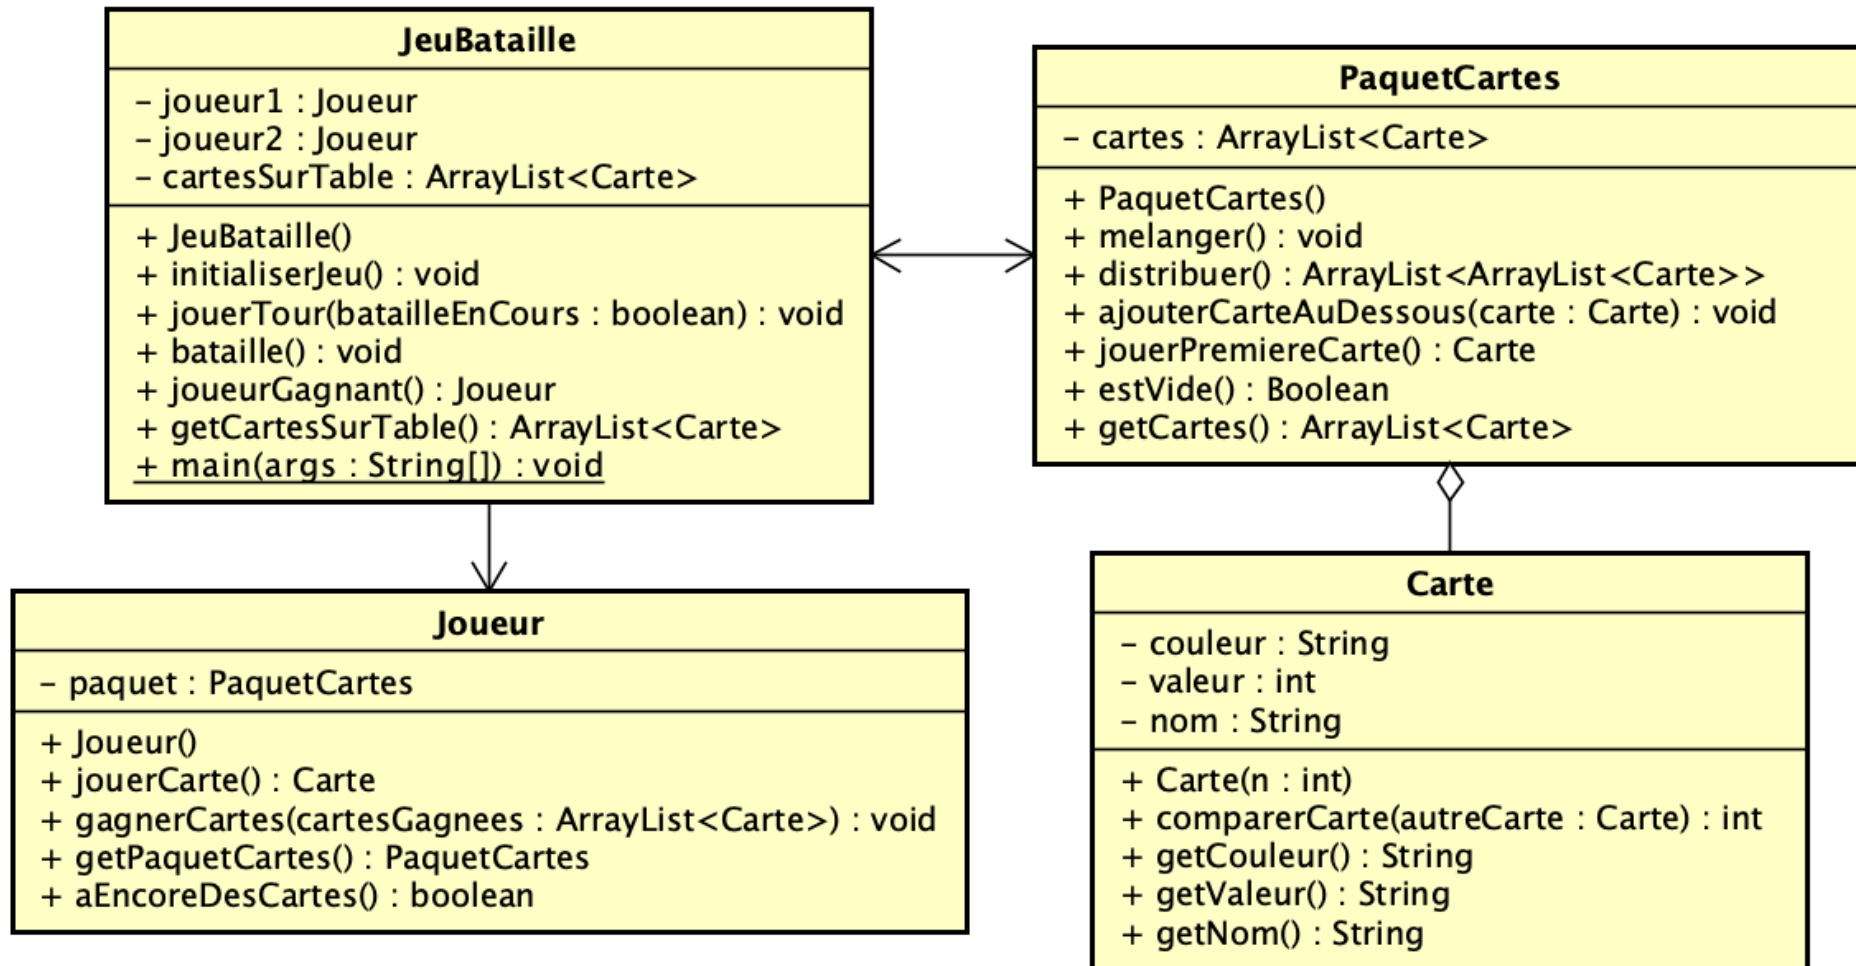 JeuBataille
- joueur1 : Joueur
- joueur2 : Joueur
- cartesSurTable : ArrayList<Carte>
+ JeuBataille()
+ initialiserJeu() : void
+ jouerTour(batailleEnCours : boolean) : void
+ bataille() : void
+ joueurGagnant() : Joueur
+ getCartesSurTable() : ArrayList<Carte>
+ main(args : String[]) : void
PaquetCartes
- cartes : ArrayList<Carte>
+ PaquetCartes()
+ melanger() : void
+ distribuer() : ArrayList<ArrayList<Carte>>
+ ajouterCarteAuDessous(carte : Carte) : void
+ jouerPremiereCarte() : Carte
+ estVide() : Boolean
+ getCartes() : ArrayList<Carte>
Joueur
- paquet : PaquetCartes
+ Joueur()
+ jouerCarte() : Carte
+ gagnerCartes(cartesGagnees : ArrayList<Carte>) : void
+ getPaquetCartes() : PaquetCartes
+ aEncoreDesCartes() : boolean
Carte
- couleur : String
- valeur : int
- nom : String
+ Carte(n : int)
+ comparerCarte(autreCarte : Carte) : int
+ getCouleur() : String
+ getValeur() : String
+ getNom() : String